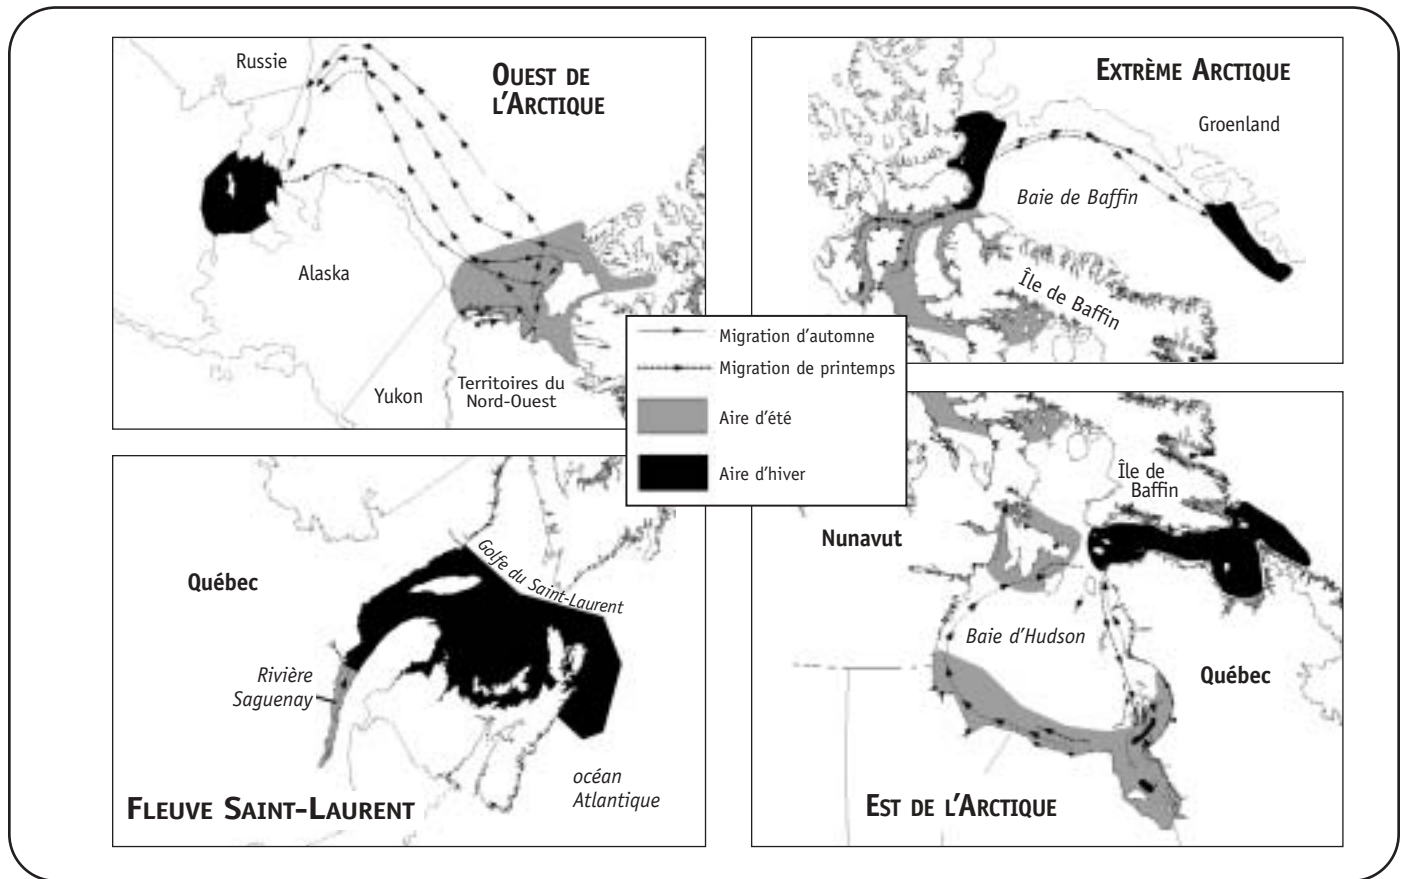 Russie
OUEST DE
L'ARCTIQUE
Alaska
Yukon
Territoires du
Nord-Ouest
EXTRÈME ARCTIQUE
Groenland
Baie de Baffin
Île de Baffin
Migration d'automne
Migration de printemps
Aire d'été
Aire d'hiver
Québec
Golfe du Saint-Laurent
Rivière
Saguenay
océan
Atlantique
FLEUVE SAINT-LAURENT
Île de
Baffin
Nunavut
Baie d'Hudson
Québec
EST DE L'ARCTIQUE